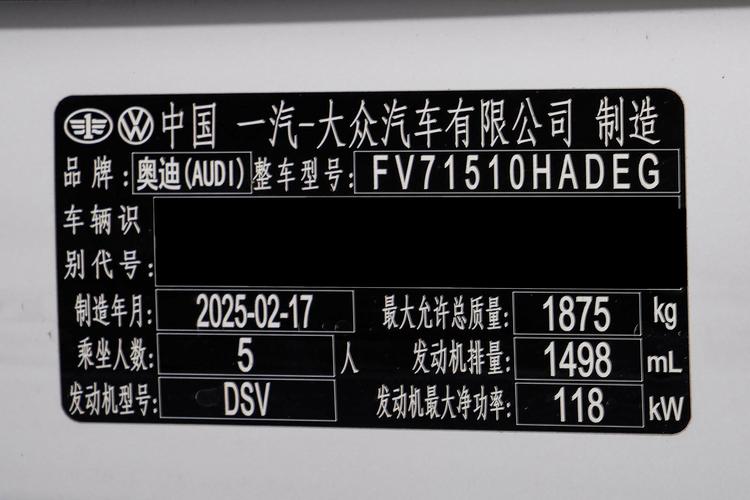 中国 一汽-大众汽车有限公司 制造
品牌: 奥迪(AUDI) 整车型号: FV71510HADEG
车辆识
别代号:
制造年月: 2025-02-17 最大允许总质量: 1875 kg
乘坐人数: 5 人 发动机排量: 1498 mL
发动机型号: DSV 发动机最大净功率: 118 kW